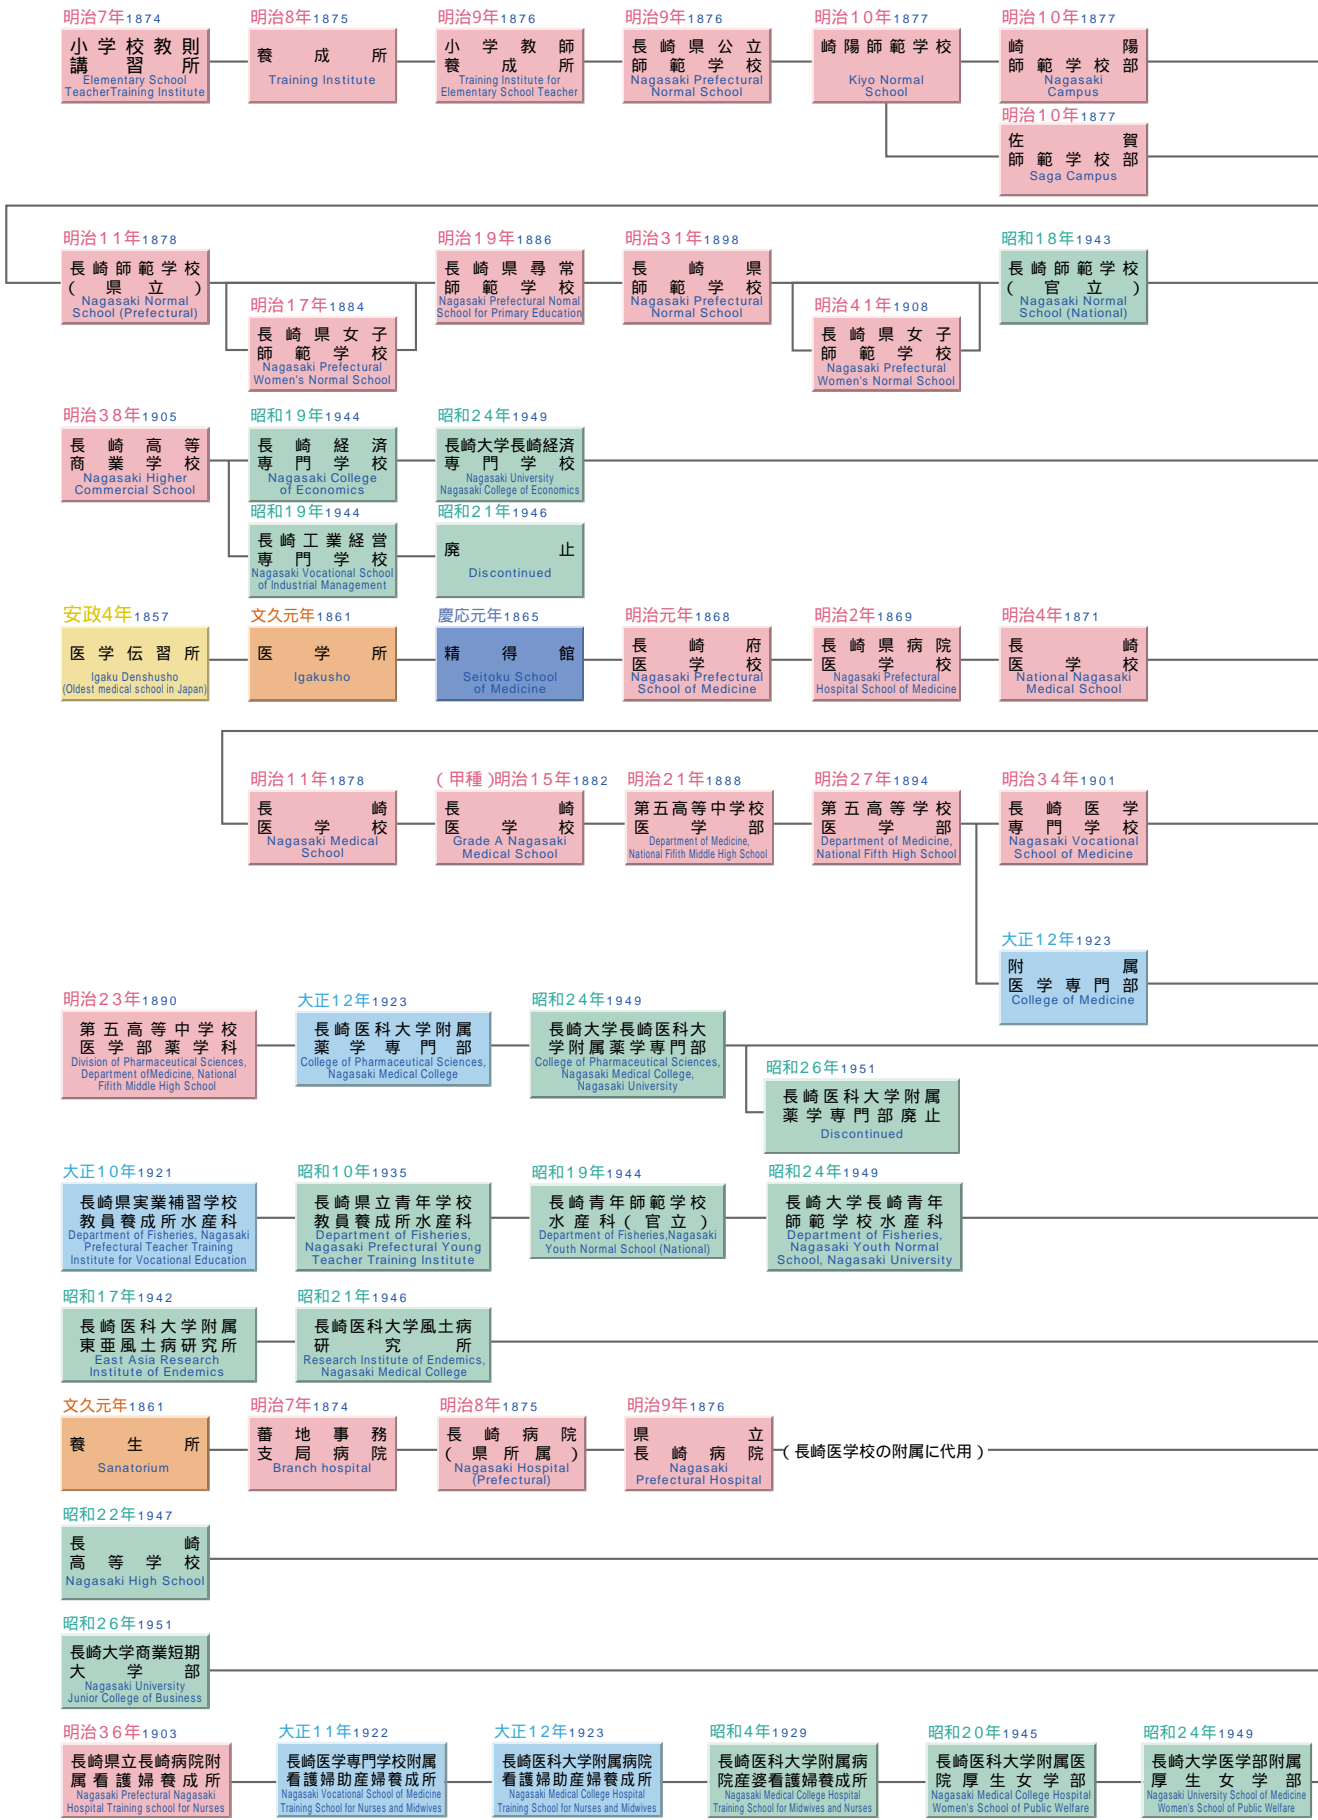 明治7年1874
小学校教則
講習所
Elementary School
TeacherTraining Institute
明治8年1875
養成所
Training Institute
明治9年1876
小学教師
養成所
Training Institute for
Elementary School Teacher
明治9年1876
長崎県公立
師範学校
Nagasaki Prefectural
Normal School
明治10年1877
崎陽師範学校
Kiyo Normal
School
明治10年1877
崎陽
師範学校部
Nagasaki
Campus
明治10年1877
佐賀
師範学校部
Saga Campus
明治11年1878
長崎師範学校
(県立)
Nagasaki Normal
School (Prefectural)
明治17年1884
長崎県女子
師範学校
Nagasaki Prefectural
Women's Normal School
明治19年1886
長崎県尋常
師範学校
Nagasaki Prefectural Nomal
School for Primary Education
明治31年1898
長崎県
師範学校
Nagasaki Prefectural
Normal School
明治41年1908
長崎県女子
師範学校
Nagasaki Prefectural
Women's Normal School
昭和18年1943
長崎師範学校
(官立)
Nagasaki Normal
School (National)
明治38年1905
長崎高等
商業学校
Nagasaki Higher
Commercial School
昭和19年1944
長崎経済
専門学校
Nagasaki College
of Economics
昭和24年1949
長崎大学長崎経済
専門学校
Nagasaki University
Nagasaki College of Economics
昭和19年1944
長崎工業経営
専門学校
Nagasaki Vocational School
of Industrial Management
昭和21年1946
廃止
Discontinued
安政4年1857
医学伝習所
Igaku Denshusho
(Oldest medical school in Japan)
文久元年1861
医学所
Igakusho
慶応元年1865
精得館
Seitoku School
of Medicine
明治元年1868
長崎府
医学校
Nagasaki Prefectural
School of Medicine
明治2年1869
長崎県病院
医学校
Nagasaki Prefectural
Hospital School of Medicine
明治4年1871
長崎
医学校
National Nagasaki
Medical School
明治11年1878
長崎
医学校
Nagasaki Medical
School
(甲種)明治15年1882
長崎
医学校
Grade A Nagasaki
Medical School
明治21年1888
第五高等中学校
医学部
Department of Medicine,
National Fifith Middle High School
明治27年1894
第五高等学校
医学部
Department of Medicine,
National Fifth High School
明治34年1901
長崎医学
専門学校
Nagasaki Vocational
School of Medicine
大正12年1923
附属
医学専門部
College of Medicine
明治23年1890
第五高等中学校
医学部薬学科
Division of Pharmaceutical Sciences,
Department ofMedicine, National
Fifith Middle High School
大正12年1923
長崎医科大学附属
薬学専門部
College of Pharmaceutical Sciences,
Nagasaki Medical College
昭和24年1949
長崎大学長崎医科大
学附属薬学専門部
College of Pharmaceutical Sciences,
Nagasaki Medical College,
Nagasaki University
昭和26年1951
長崎医科大学附属
薬学専門部廃止
Discontinued
大正10年1921
長崎県実業補習学校
教員養成所水産科
Department of Fisheries, Nagasaki
Prefectural Teacher Training
Institute for Vocational Education
昭和10年1935
長崎県立青年学校
教員養成所水産科
Department of Fisheries,
Nagasaki Prefectural Young
Teacher Training Institute
昭和19年1944
長崎青年師範学校
水産科(官立)
Department of Fisheries,Nagasaki
Youth Normal School (National)
昭和24年1949
長崎大学長崎青年
師範学校水産科
Department of Fisheries,
Nagasaki Youth Normal
School, Nagasaki University
昭和17年1942
長崎医科大学附属
東亜風土病研究所
East Asia Research
Institute of Endemics
昭和21年1946
長崎医科大学風土病
研究所
Research Institute of Endemics,
Nagasaki Medical College
文久元年1861
養生所
Sanatorium
明治7年1874
蕃地事務
支局病院
Branch hospital
明治8年1875
長崎病院
(県所属)
Nagasaki Hospital
(Prefectural)
明治9年1876
県立
長崎病院
Nagasaki
Prefectural Hospital
(長崎医学校の附属に代用)
昭和22年1947
長崎
高等学校
Nagasaki High School
昭和26年1951
長崎大学商業短期
大学部
Nagasaki University
Junior College of Business
明治36年1903
長崎県立長崎病院附
属看護婦養成所
Nagasaki Prefectural Nagasaki
Hospital Training school for Nurses
大正11年1922
長崎医学専門学校附属
看護婦助産婦養成所
Nagasaki Vocational School of Medicine
Training School for Nurses and Midwives
大正12年1923
長崎医科大学附属病院
看護婦助産婦養成所
Nagasaki Medical College Hospital
Training School for Nurses and Midwives
昭和4年1929
長崎医科大学附属病
院産婆看護婦養成所
Nagasaki Medical College Hospital
Training School for Midwives and Nurses
昭和20年1945
長崎医科大学附属医
院厚生女学部
Nagasaki Medical College Hospital
Women's School of Public Welfare
昭和24年1949
長崎大学医学部附属
厚生女学部
Nagasaki University School of Medicine
Women's School of Public Welfare